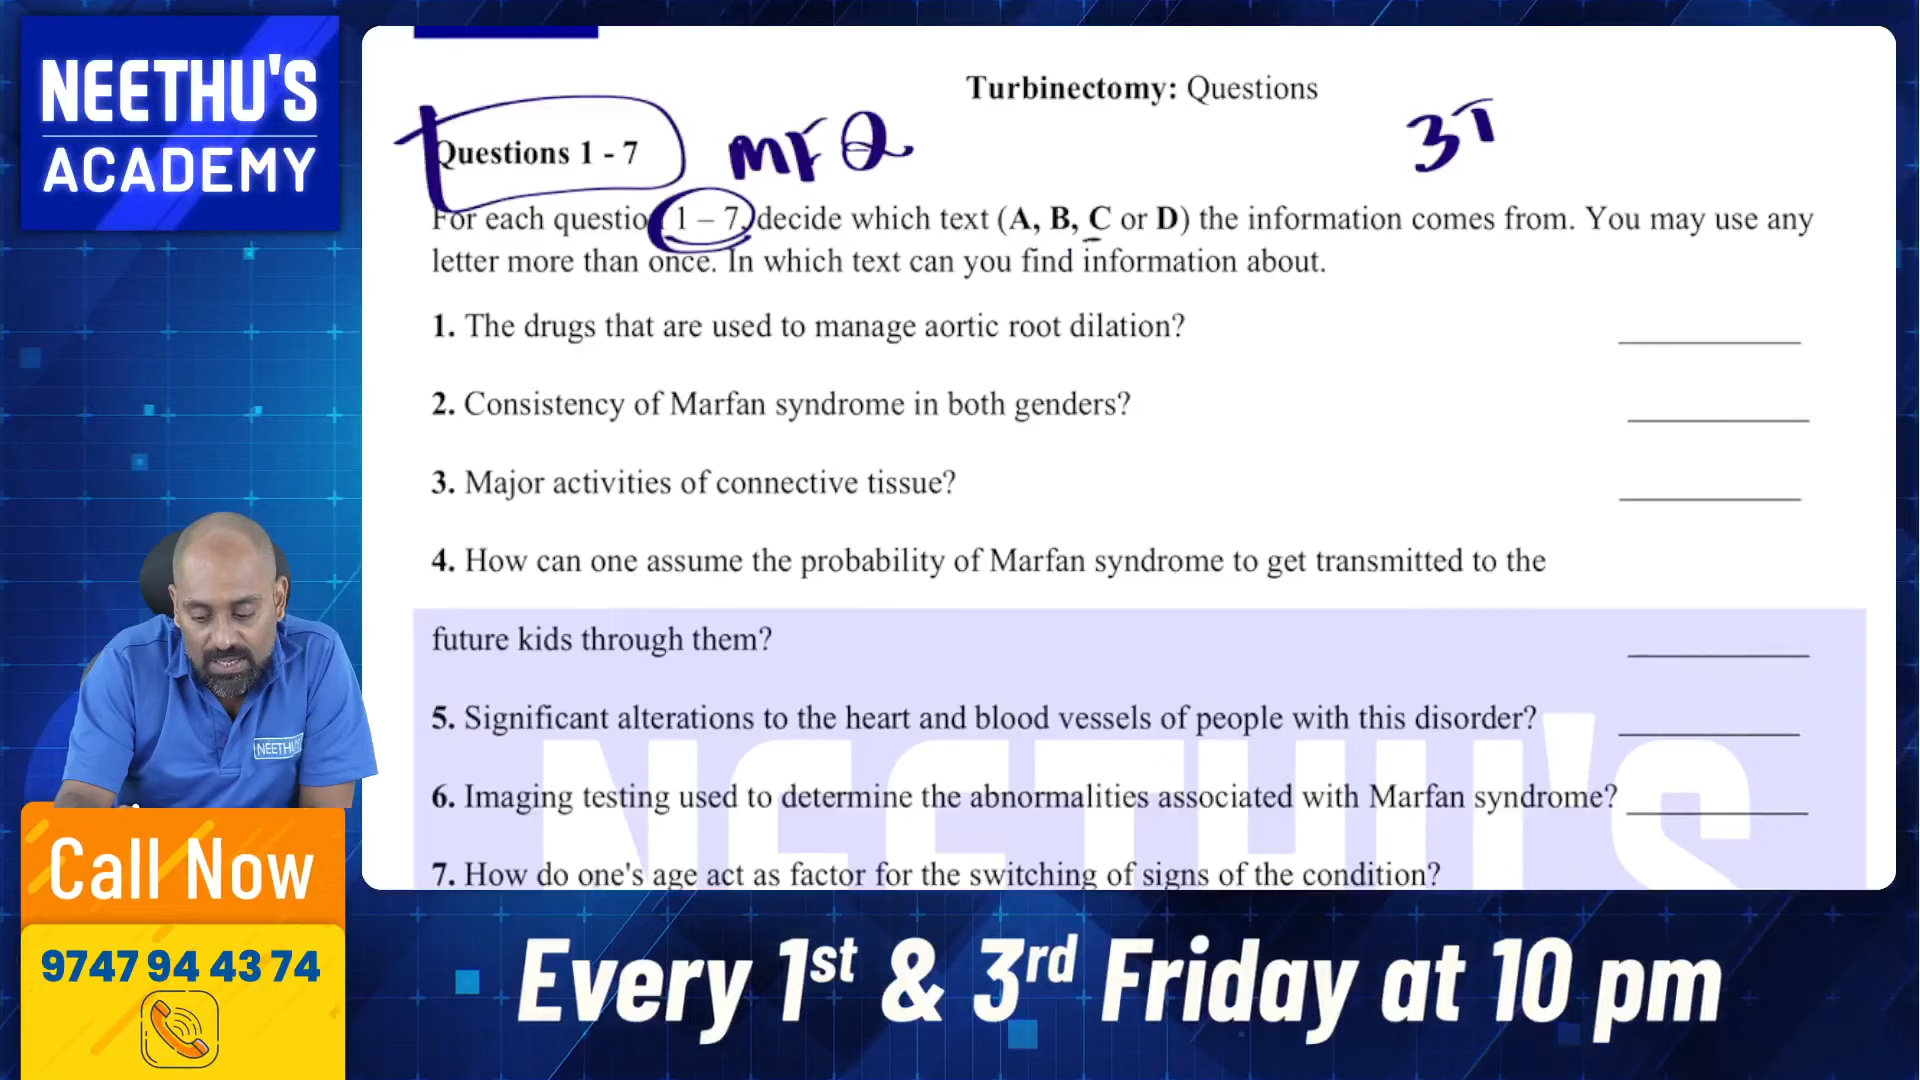 NEETHU'S
ACADEMY
Turbinectomy: Questions
Questions 1 - 7
MF Q
3T
For each questio 1 – 7, decide which text (A, B, C or D) the information comes from. You may use any
letter more than once. In which text can you find information about.
1. The drugs that are used to manage aortic root dilation?
2. Consistency of Marfan syndrome in both genders?
3. Major activities of connective tissue?
4. How can one assume the probability of Marfan syndrome to get transmitted to the
future kids through them?
5. Significant alterations to the heart and blood vessels of people with this disorder?
6. Imaging testing used to determine the abnormalities associated with Marfan syndrome?
7. How do one's age act as factor for the switching of signs of the condition?
NEETHU'S
NEETHU'S
Call Now
9747 94 43 74
Every 1st & 3rd Friday at 10 pm